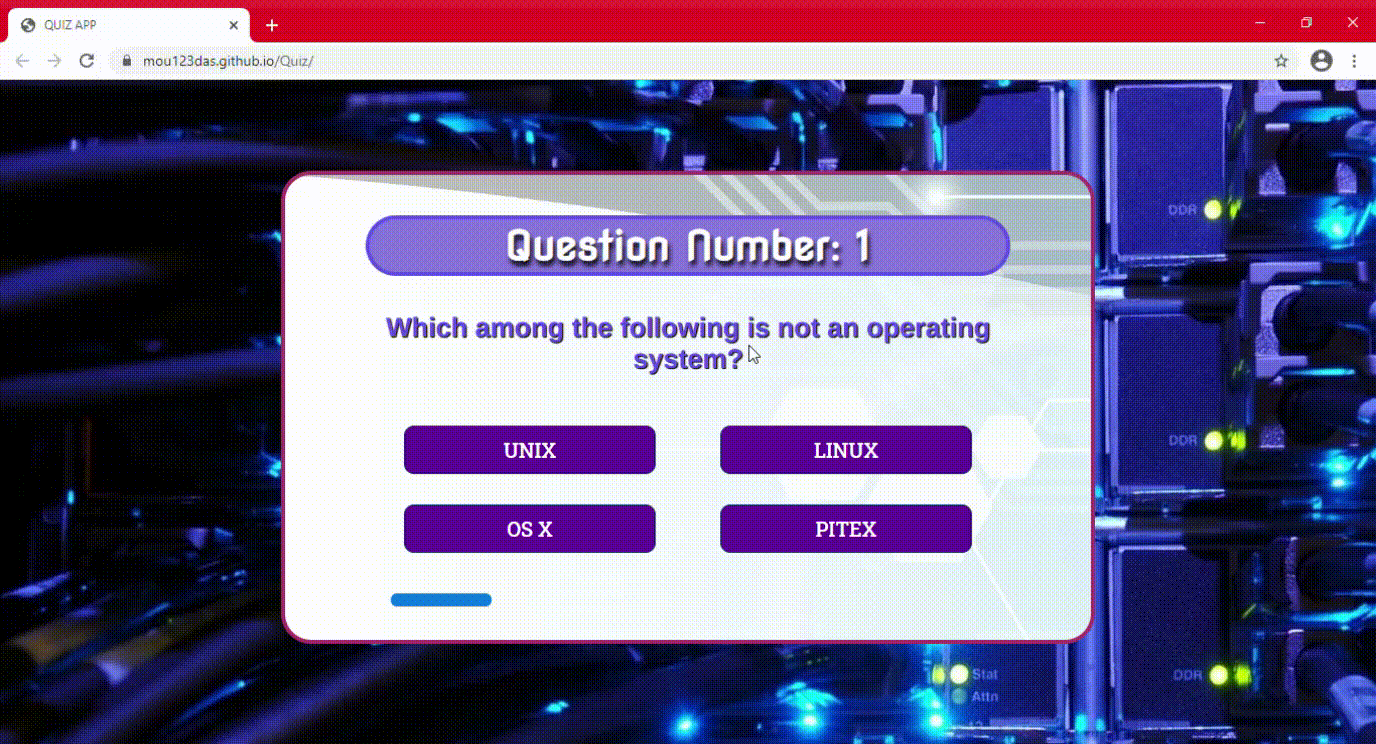 QUIZ APP
mou123das.github.io/Quiz/
DDR
Question Number: 1
Which among the following is not an operating
system?
DDR
UNIX
LINUX
OS X
PITEX
DDR
Stat
Attn